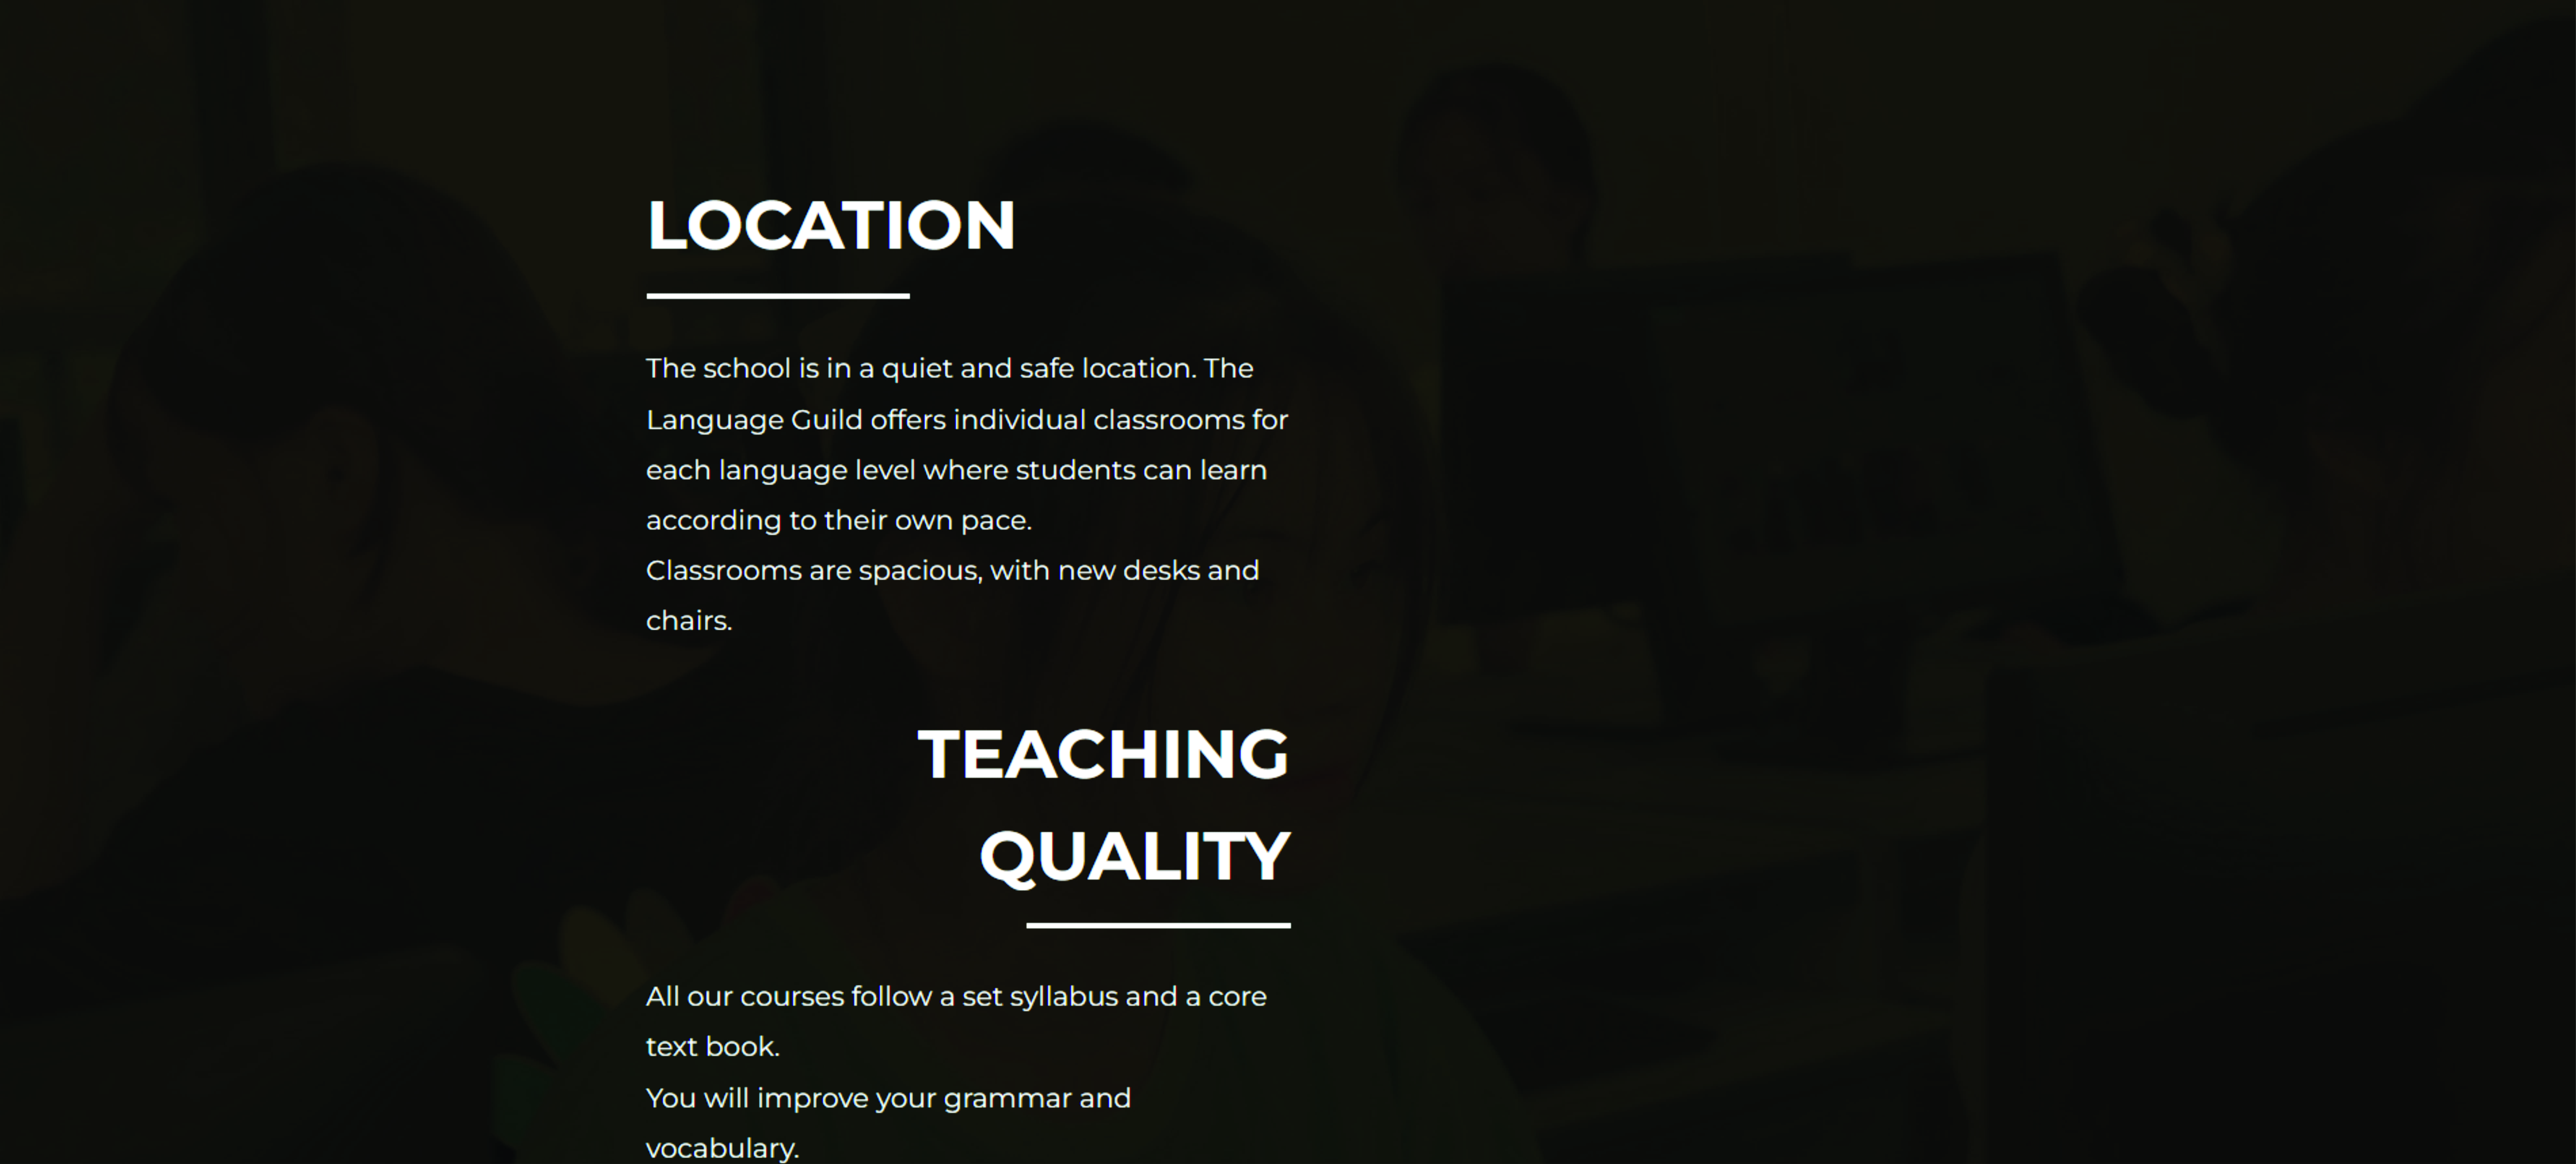 LOCATION
The school is in a quiet and safe location. The
Language Guild offers individual classrooms for
each language level where students can learn
according to their own pace.
Classrooms are spacious, with new desks and
chairs.
TEACHING
QUALITY
All our courses follow a set syllabus and a core
text book.
You will improve your grammar and
vocabulary.